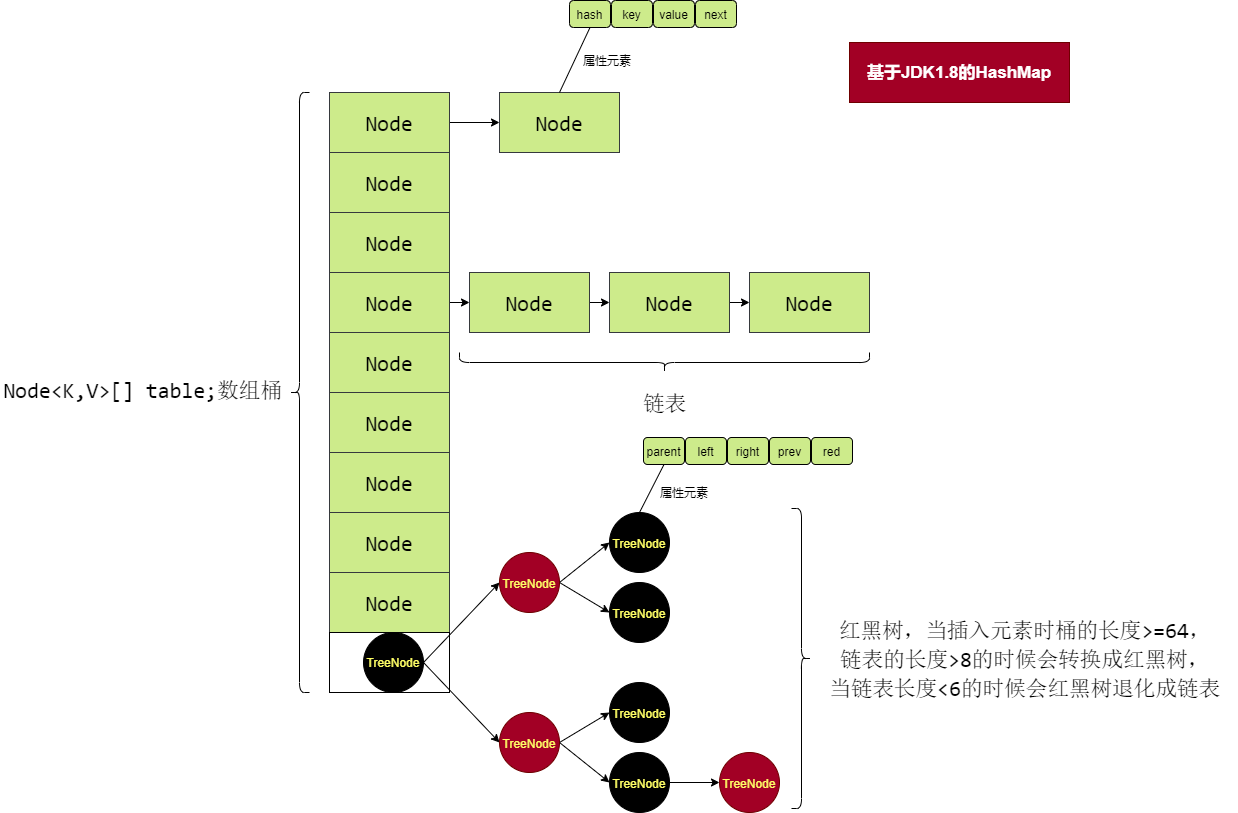 hash key value next
属性元素
基于JDK1.8的HashMap
Node Node
Node
Node
Node Node Node Node
Node
Node<K,V>[] table;数组桶
链表
Node
parent left right prev red
Node
属性元素
Node
TreeNode
TreeNode
Node
TreeNode
红黑树，当插入元素时桶的长度>=64，
链表的长度>8的时候会转换成红黑树，
当链表长度<6的时候会红黑树退化成链表
TreeNode
TreeNode
TreeNode
TreeNode TreeNode